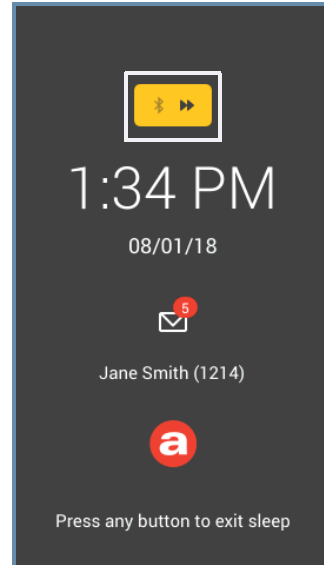 1:34 PM
08/01/18
5
Jane Smith (1214)
a
Press any button to exit sleep